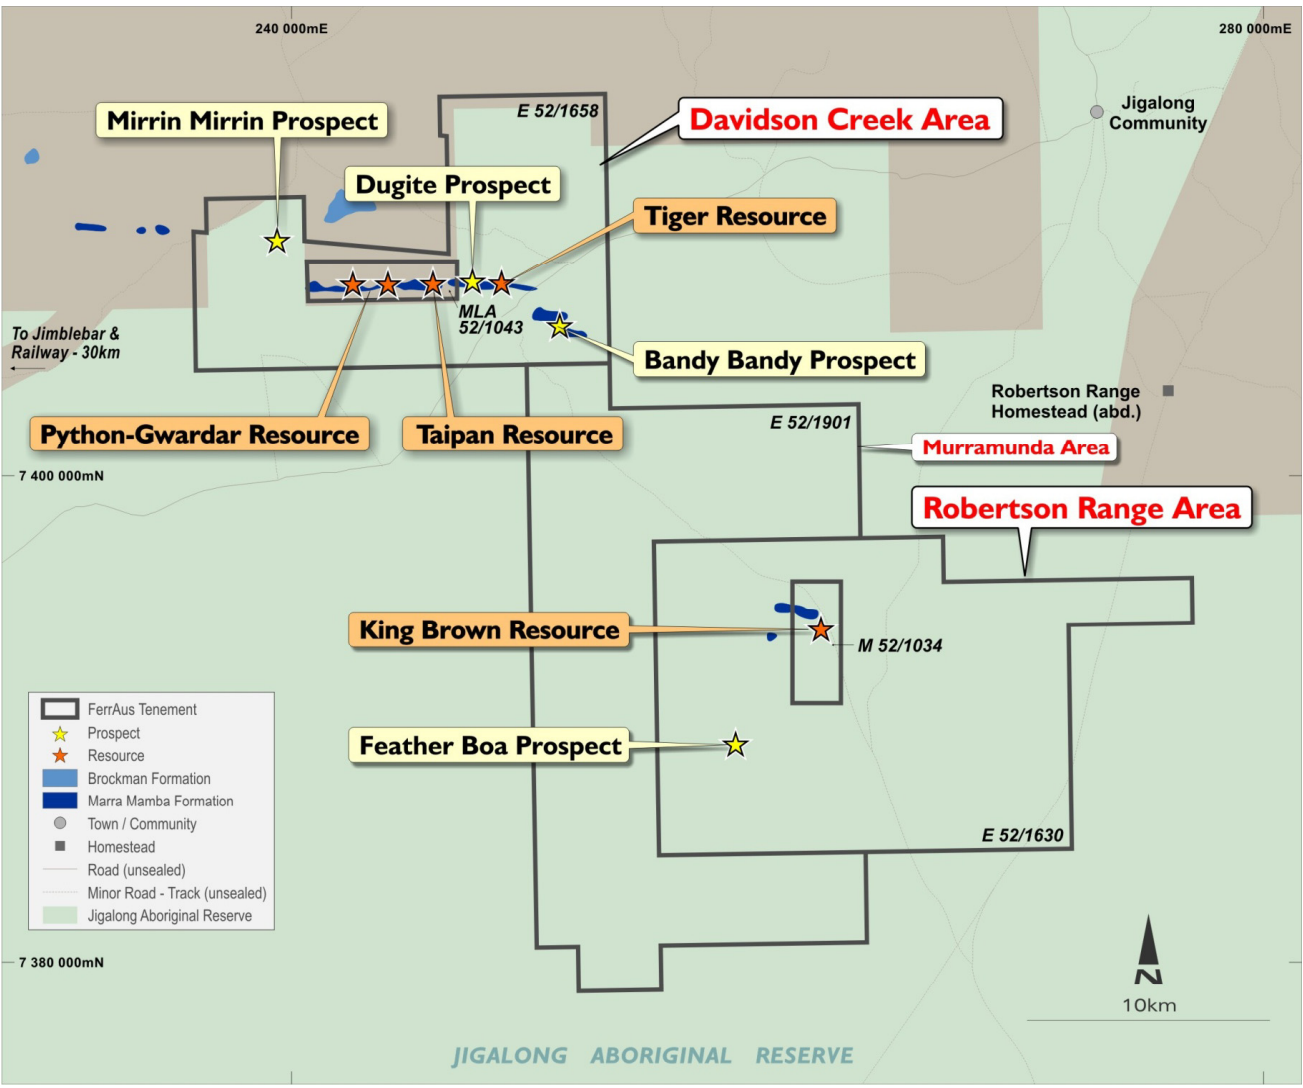 240 000mE
280 000mE
Mirrin Mirrin Prospect
E 52/1658
Davidson Creek Area
Jigalong
Community
Dugite Prospect
Tiger Resource
MLA
52/1043
To Jimblebar &
Railway - 30km
Bandy Bandy Prospect
Robertson Range
Homestead (abd.)
Python-Gwardar Resource
Taipan Resource
E 52/1901
Murramunda Area
7 400 000mN
Robertson Range Area
King Brown Resource
M 52/1034
Feather Boa Prospect
E 52/1630
FerrAus Tenement
Prospect
Resource
Brockman Formation
Marra Mamba Formation
Town / Community
Homestead
Road (unsealed)
Minor Road - Track (unsealed)
Jigalong Aboriginal Reserve
7 380 000mN
N
10km
JIGALONG ABORIGINAL RESERVE